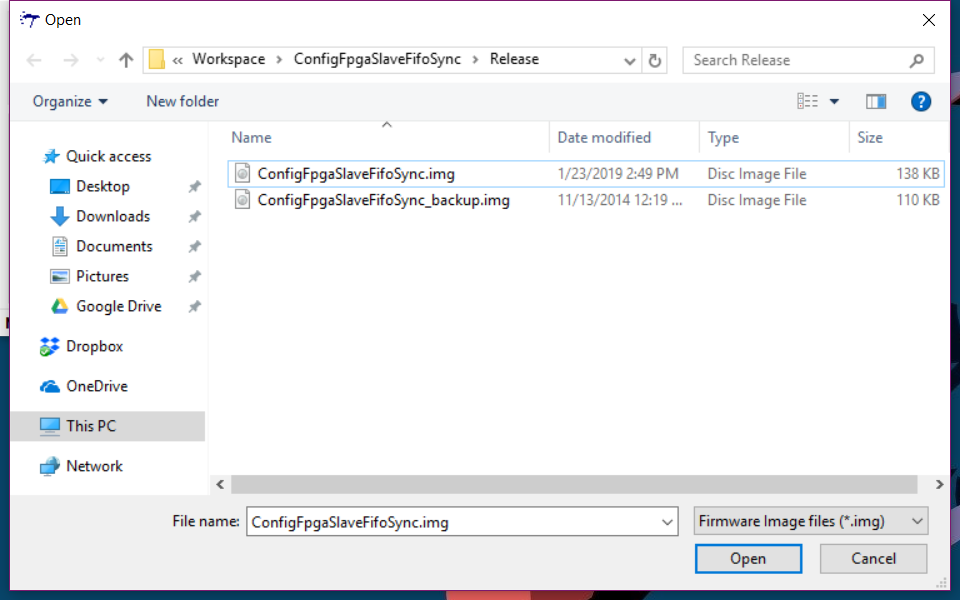 Open
« Workspace > ConfigFpgaSlaveFifoSync > Release
Search Release
Organize
New folder
?
Name
Date modified
Type
Size
Quick access
Desktop
Downloads
Documents
Pictures
Google Drive
Dropbox
OneDrive
This PC
Network
ConfigFpgaSlaveFifoSync.img 1/23/2019 2:49 PM Disc Image File 138 KB
ConfigFpgaSlaveFifoSync_backup.img 11/13/2014 12:19 ... Disc Image File 110 KB
File name: ConfigFpgaSlaveFifoSync.img
Firmware Image files (*.img)
Open
Cancel